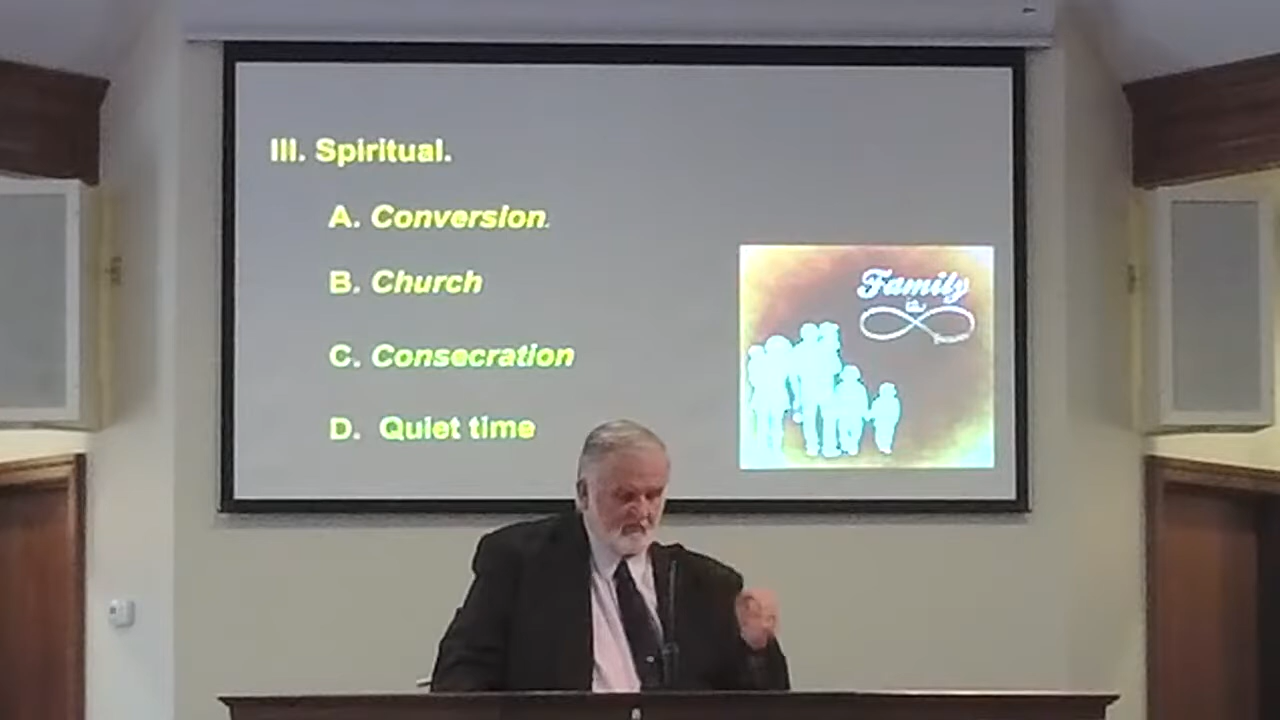 III. Spiritual.
A. Conversion.
B. Church
C. Consecration
D. Quiet time
Family